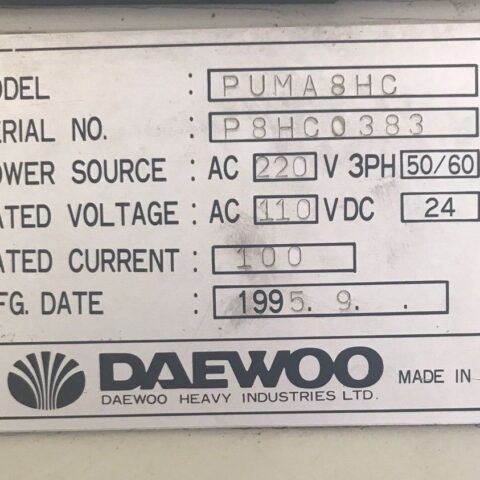 ODEL : PUMA8HC
ERIAL NO. : P8HC0383
OWER SOURCE : AC 220 V 3PH 50/60
ATED VOLTAGE : AC 110 V DC 24
ATED CURRENT : 100
FG. DATE : 1995. 9. .
DAEWOO MADE IN
DAEWOO HEAVY INDUSTRIES LTD.